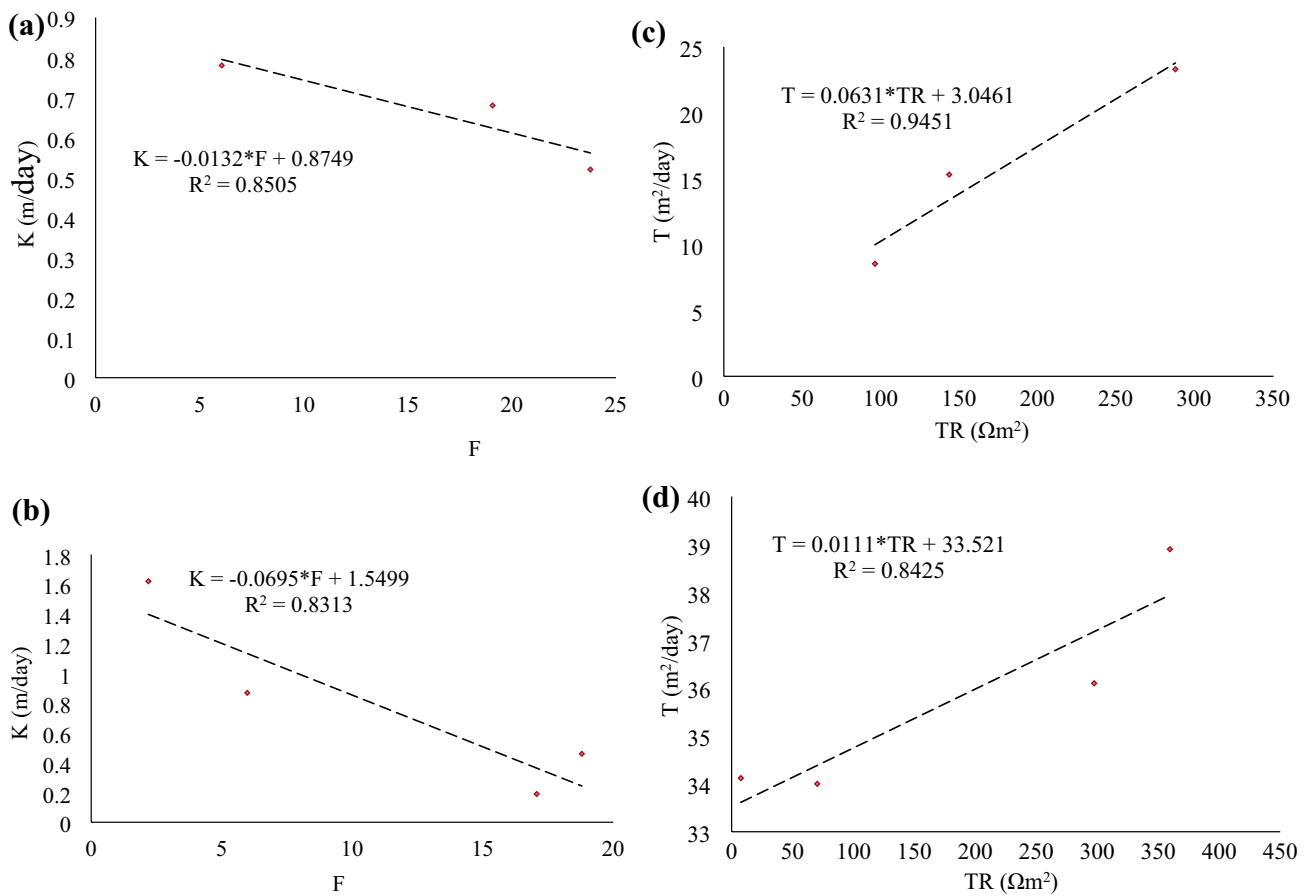 (a)
K (m/day)
0.9
0.8
0.7
0.6
0.5
0.4
0.3
0.2
0.1
0
K = -0.0132*F + 0.8749
R² = 0.8505
0 5 10 15 20 25
F
(c)
T (m²/day)
25
20
15
10
5
0
T = 0.0631*TR + 3.0461
R² = 0.9451
0 50 100 150 200 250 300 350
TR (Ωm²)
(b)
K (m/day)
1.8
1.6
1.4
1.2
1
0.8
0.6
0.4
0.2
0
K = -0.0695*F + 1.5499
R² = 0.8313
0 5 10 15 20
F
(d)
T (m²/day)
40
39
38
37
36
35
34
33
T = 0.0111*TR + 33.521
R² = 0.8425
0 50 100 150 200 250 300 350 400 450
TR (Ωm²)